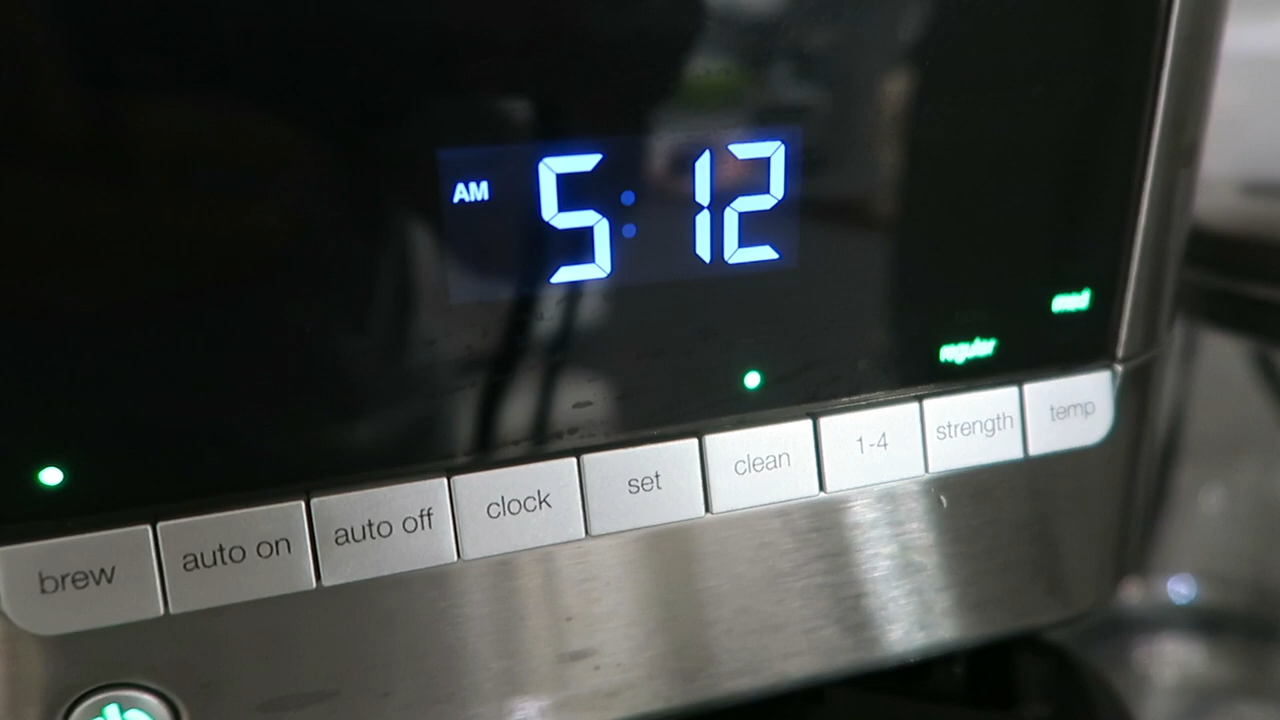 AM 5:12
med
regular
brew auto on auto off clock set clean 1-4 strength temp